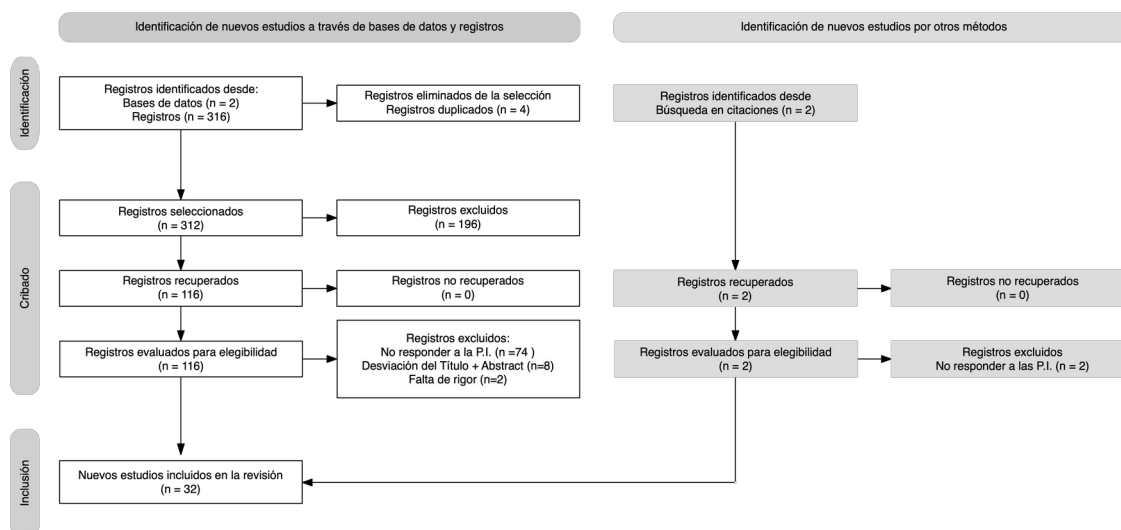 Identificación de nuevos estudios a través de bases de datos y registros
Identificación de nuevos estudios por otros métodos
Identificación
Registros identificados desde:
Bases de datos (n = 2)
Registros (n = 316)
Registros eliminados de la selección
Registros duplicados (n = 4)
Registros identificados desde
Búsqueda en citaciones (n = 2)
Cribado
Registros seleccionados
(n = 312)
Registros excluidos
(n = 196)
Registros recuperados
(n = 116)
Registros no recuperados
(n = 0)
Registros recuperados
(n = 2)
Registros no recuperados
(n = 0)
Registros evaluados para elegibilidad
(n = 116)
Registros excluidos:
No responder a la P.I. (n =74 )
Desviación del Título + Abstract (n=8)
Falta de rigor (n=2)
Registros evaluados para elegibilidad
(n = 2)
Registros excluidos
No responder a las P.I. (n = 2)
Inclusión
Nuevos estudios incluidos en la revisión
(n = 32)